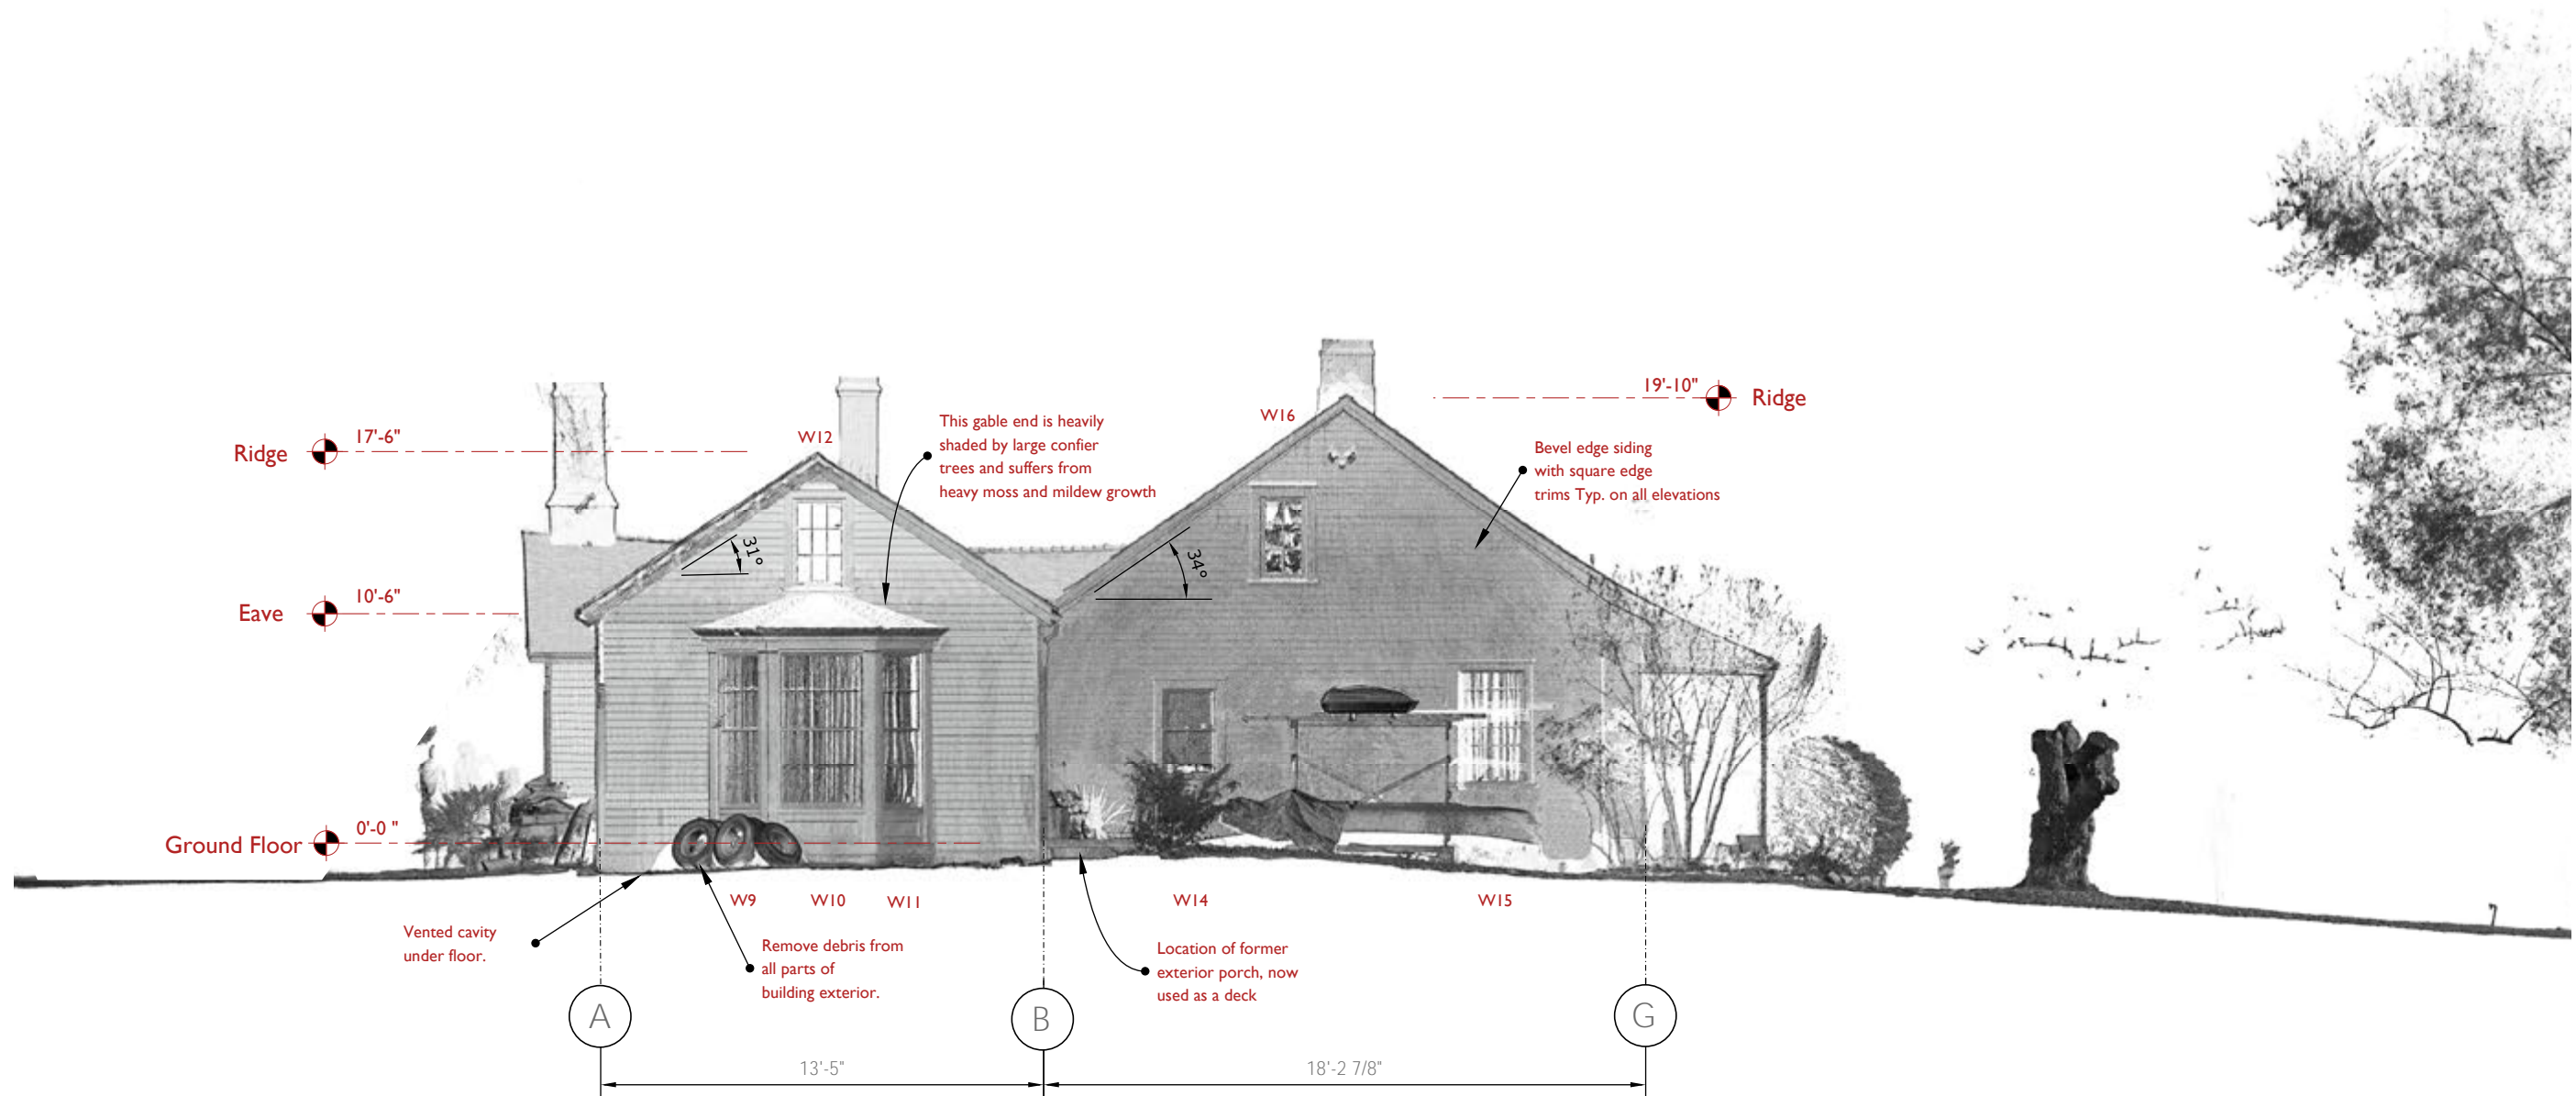 19'-10"
Ridge
W16
17'-6"
Ridge
W12
This gable end is heavily
shaded by large confier
trees and suffers from
heavy moss and mildew growth
Bevel edge siding
with square edge
trims Typ. on all elevations
31°
34°
10'-6"
Eave
0'-0 "
Ground Floor
W9
W10
W11
W14
W15
Vented cavity
under floor.
Remove debris from
all parts of
building exterior.
Location of former
exterior porch, now
used as a deck
A
B
G
13'-5"
18'-2 7/8"